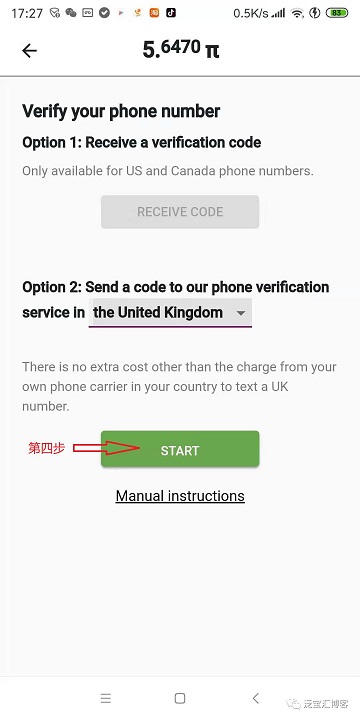 17:27 0.5K/s 83
5.6470 π
Verify your phone number
Option 1: Receive a verification code
Only available for US and Canada phone numbers.
RECEIVE CODE
Option 2: Send a code to our phone verification
service in the United Kingdom
There is no extra cost other than the charge from your
own phone carrier in your country to text a UK
number.
第四步 START
Manual instructions
泛宝汇博客